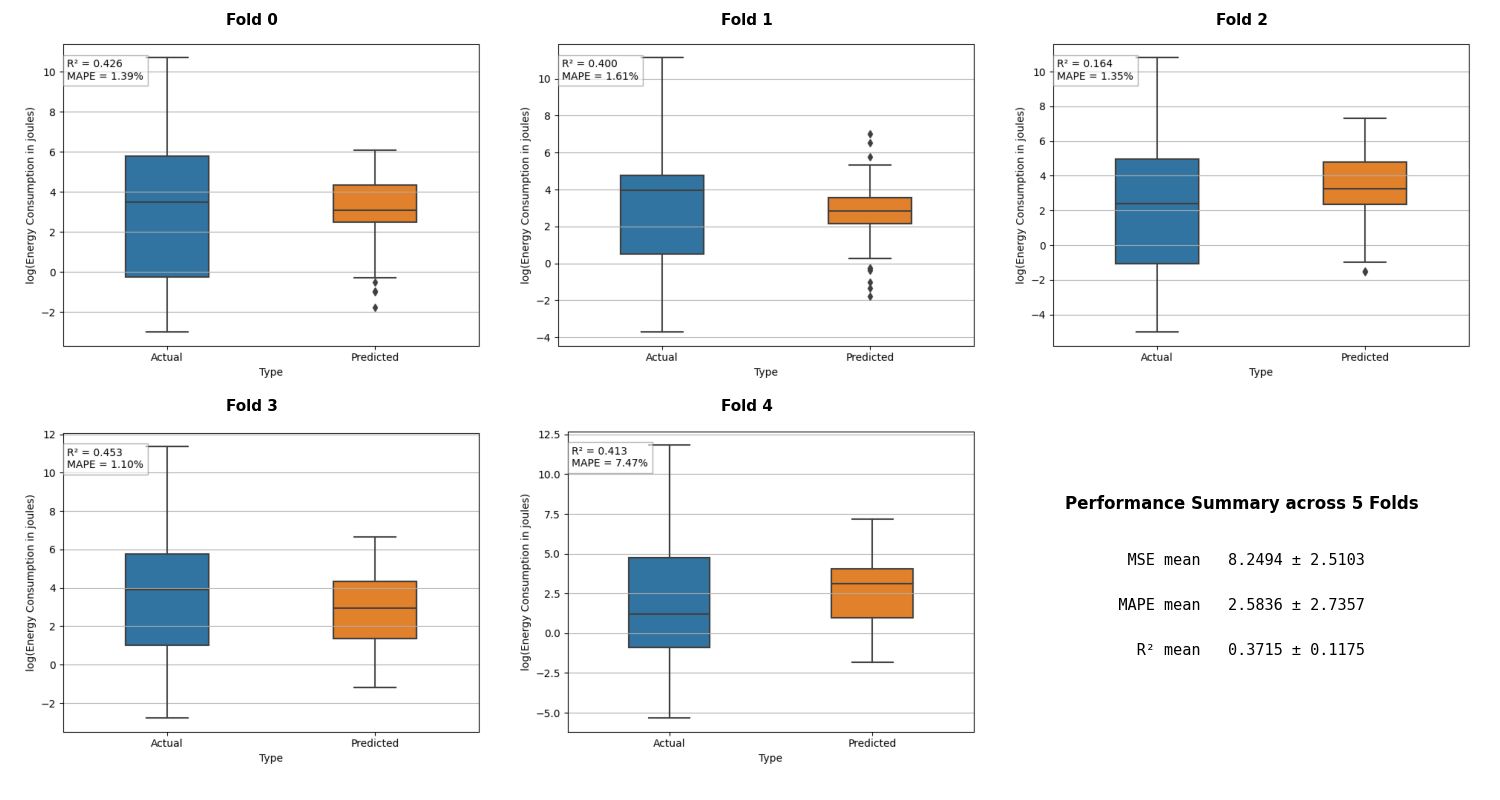 Fold 0
R² = 0.426
MAPE = 1.39%
10
8
6
4
2
0
−2
log(Energy Consumption in joules)
Actual
Predicted
Type
Fold 1
R² = 0.400
MAPE = 1.61%
10
8
6
4
2
0
−2
−4
log(Energy Consumption in joules)
Actual
Predicted
Type
Fold 2
R² = 0.164
MAPE = 1.35%
10
8
6
4
2
0
−2
−4
log(Energy Consumption in joules)
Actual
Predicted
Type
Fold 3
R² = 0.453
MAPE = 1.10%
12
10
8
6
4
2
0
−2
log(Energy Consumption in joules)
Actual
Predicted
Type
Fold 4
R² = 0.413
MAPE = 7.47%
12.5
10.0
7.5
5.0
2.5
0.0
−2.5
−5.0
log(Energy Consumption in joules)
Actual
Predicted
Type
Performance Summary across 5 Folds
MSE mean 8.2494 ± 2.5103
MAPE mean 2.5836 ± 2.7357
R² mean 0.3715 ± 0.1175